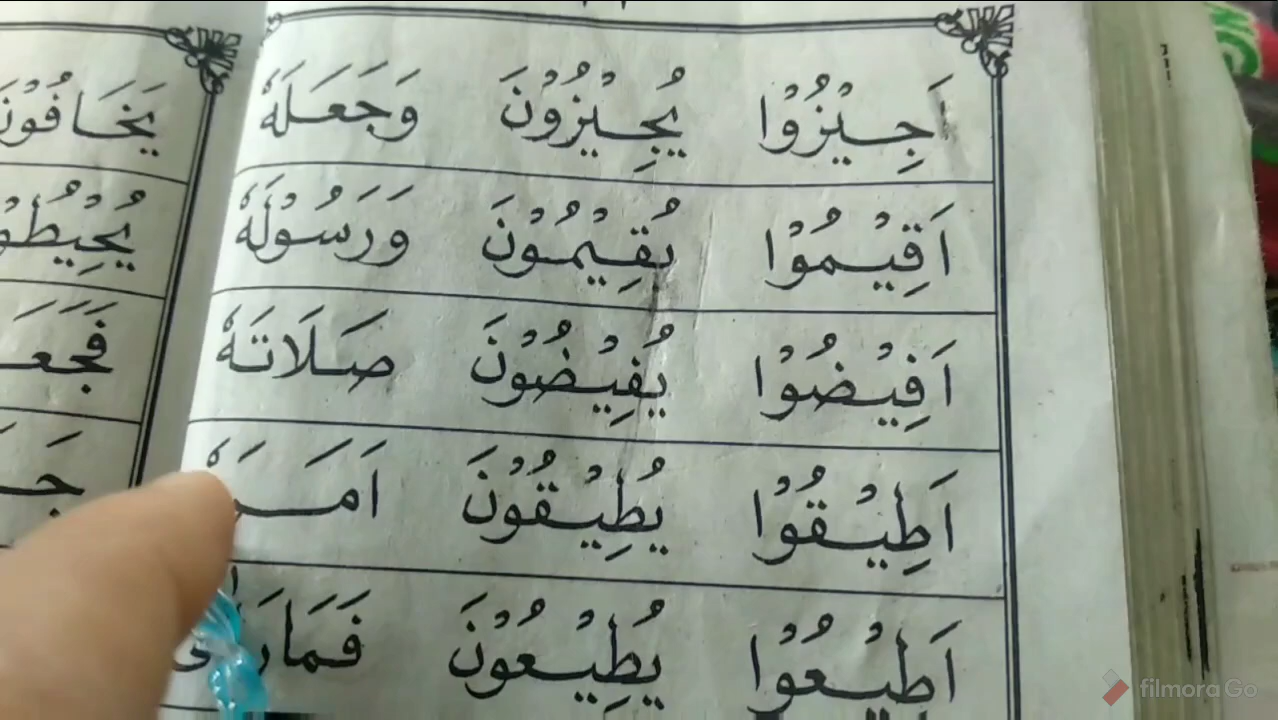 اَجِيْزُوْا يُجِيْزُوْنَ وَجَعَلَهٗ
اَقِيْمُوْا يُقِيْمُوْنَ وَرَسُوْلَهٗ
اَفِيْضُوْا يُفِيْضُوْنَ صَلَاتَهٗ
اَطِيْقُوْا يُطِيْقُوْنَ
اَطِيْعُوْا يُطِيْعُوْنَ
يَخَافُوْنَ
filmora Go